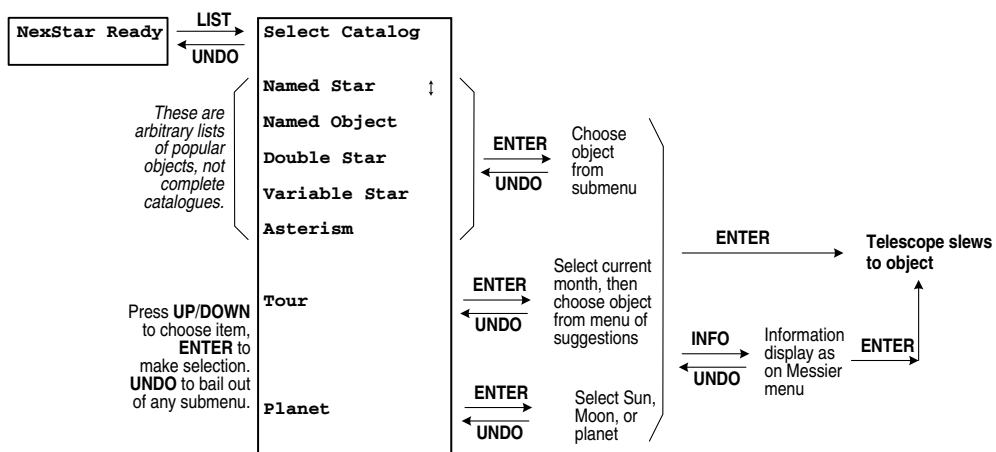 NexStar Ready
LIST
UNDO
Select Catalog
Named Star
Named Object
Double Star
Variable Star
Asterism
Tour
Planet
These are
arbitrary lists
of popular
objects, not
complete
catalogues.
Press UP/DOWN
to choose item,
ENTER to
make selection.
UNDO to bail out
of any submenu.
ENTER
UNDO
Choose
object
from
submenu
ENTER
UNDO
Select current
month, then
choose object
from menu of
suggestions
ENTER
UNDO
Select Sun,
Moon, or
planet
ENTER
Telescope slews
to object
INFO
UNDO
Information
display as
on Messier
menu
ENTER